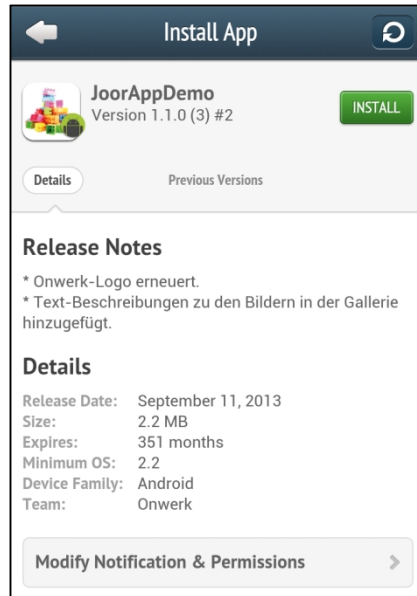 Install App
JoorAppDemo
Version 1.1.0 (3) #2
INSTALL
Details
Previous Versions
Release Notes
* Onwerk-Logo erneuert.
* Text-Beschreibungen zu den Bildern in der Gallerie
hinzugefügt.
Details
Release Date: September 11, 2013
Size: 2.2 MB
Expires: 351 months
Minimum OS: 2.2
Device Family: Android
Team: Onwerk
Modify Notification & Permissions